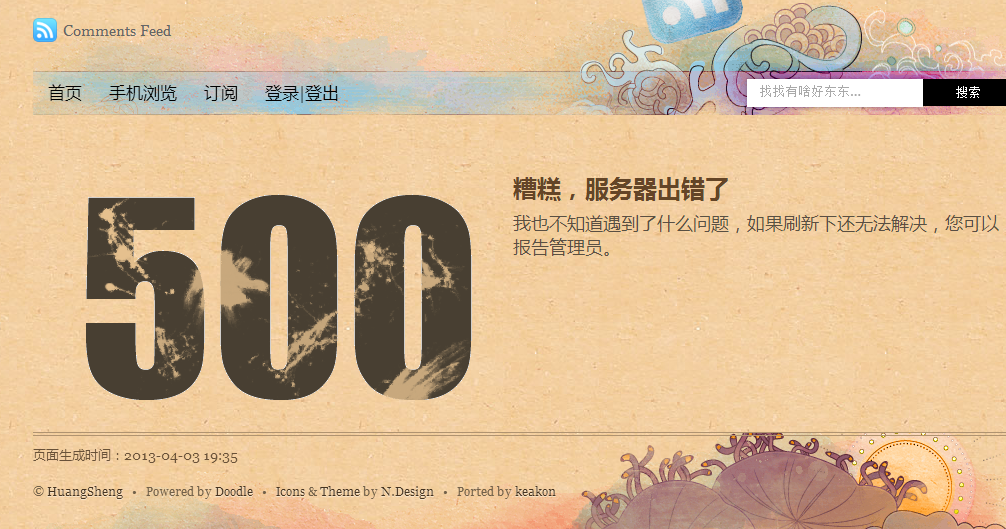 Comments Feed
首页 手机浏览 订阅 登录|登出
找找有啥好东东... 搜索
500
糟糕，服务器出错了
我也不知道遇到了什么问题，如果刷新下还无法解决，您可以
报告管理员。
页面生成时间：2013-04-03 19:35
© HuangSheng • Powered by Doodle • Icons & Theme by N.Design • Ported by keakon